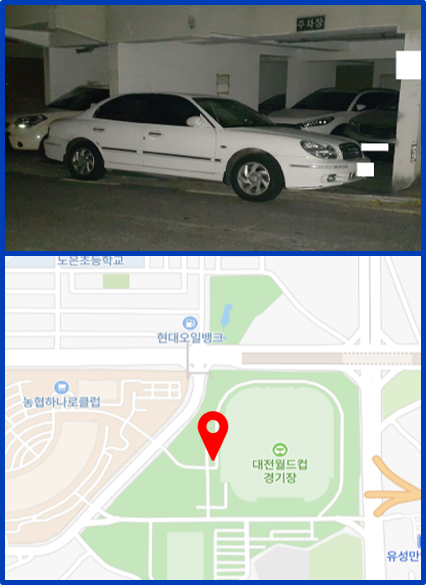 주차장
노은초등학교
현대오일뱅크
농협하나로클럽
대전월드컵
경기장
유성만